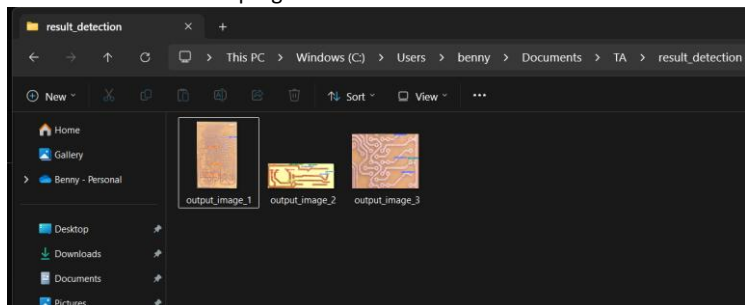 result_detection
This PC > Windows (C:) > Users > benny > Documents > TA > result_detection
New
Sort
View
Home
Gallery
Benny - Personal
output_image_1
output_image_2
output_image_3
Desktop
Downloads
Documents
Pictures